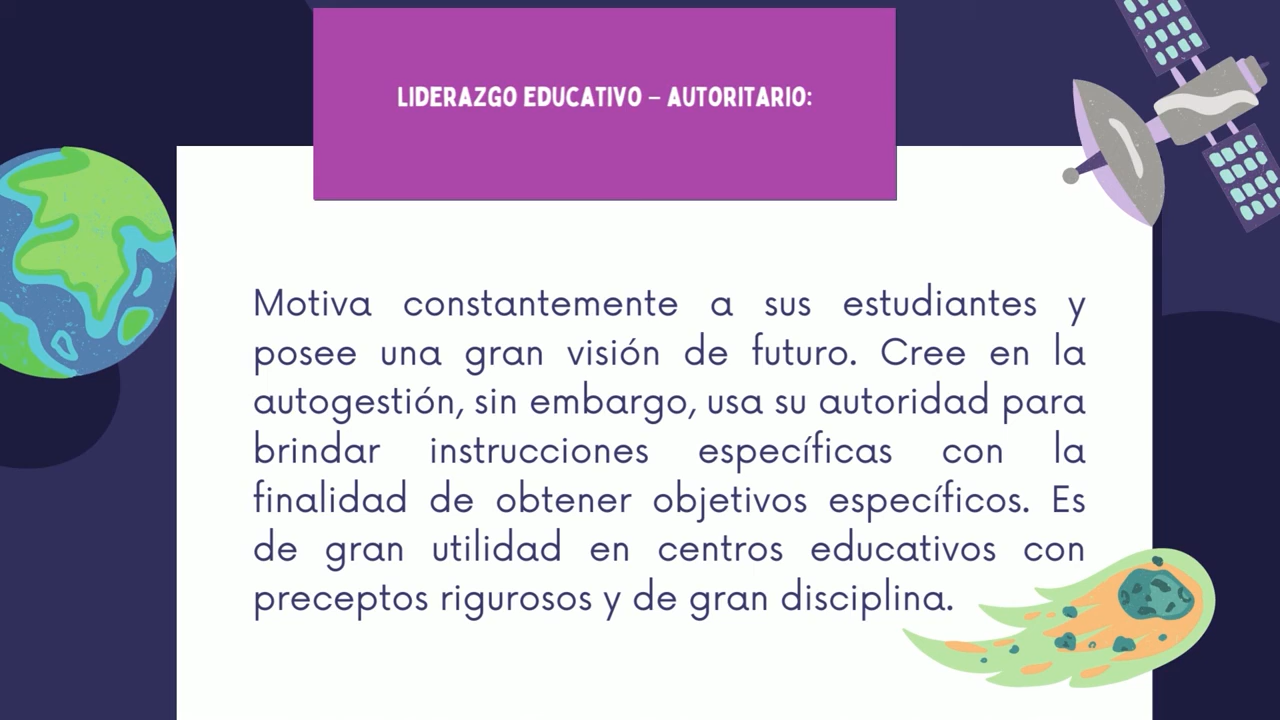 LIDERAZGO EDUCATIVO – AUTORITARIO:
Motiva constantemente a sus estudiantes y
posee una gran visión de futuro. Cree en la
autogestión, sin embargo, usa su autoridad para
brindar instrucciones específicas con la
finalidad de obtener objetivos específicos. Es
de gran utilidad en centros educativos con
preceptos rigurosos y de gran disciplina.